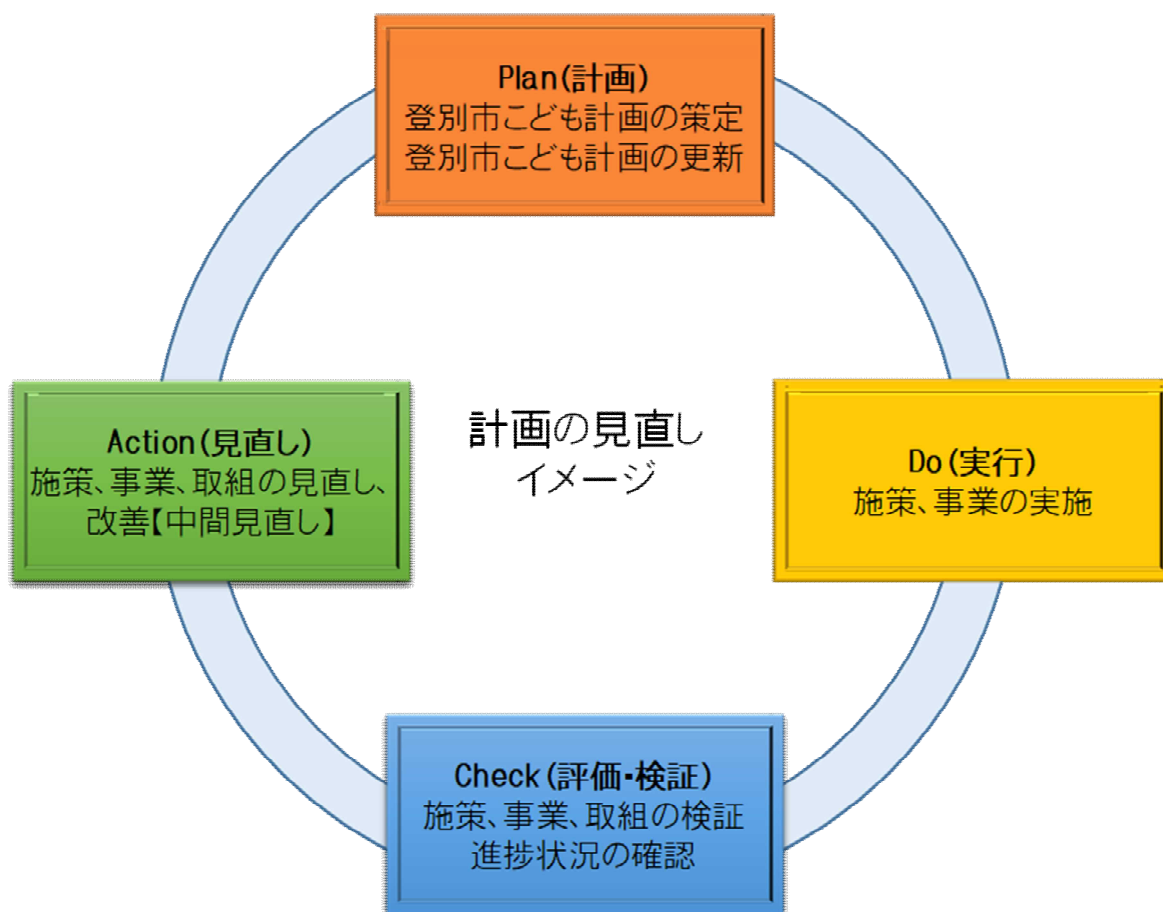 Plan(計画)
登別市こども計画の策定
登別市こども計画の更新
Action(見直し)
施策、事業、取組の見直し、
改善【中間見直し】
計画の見直し
イメージ
Do(実行)
施策、事業の実施
Check(評価・検証)
施策、事業、取組の検証
進捗状況の確認